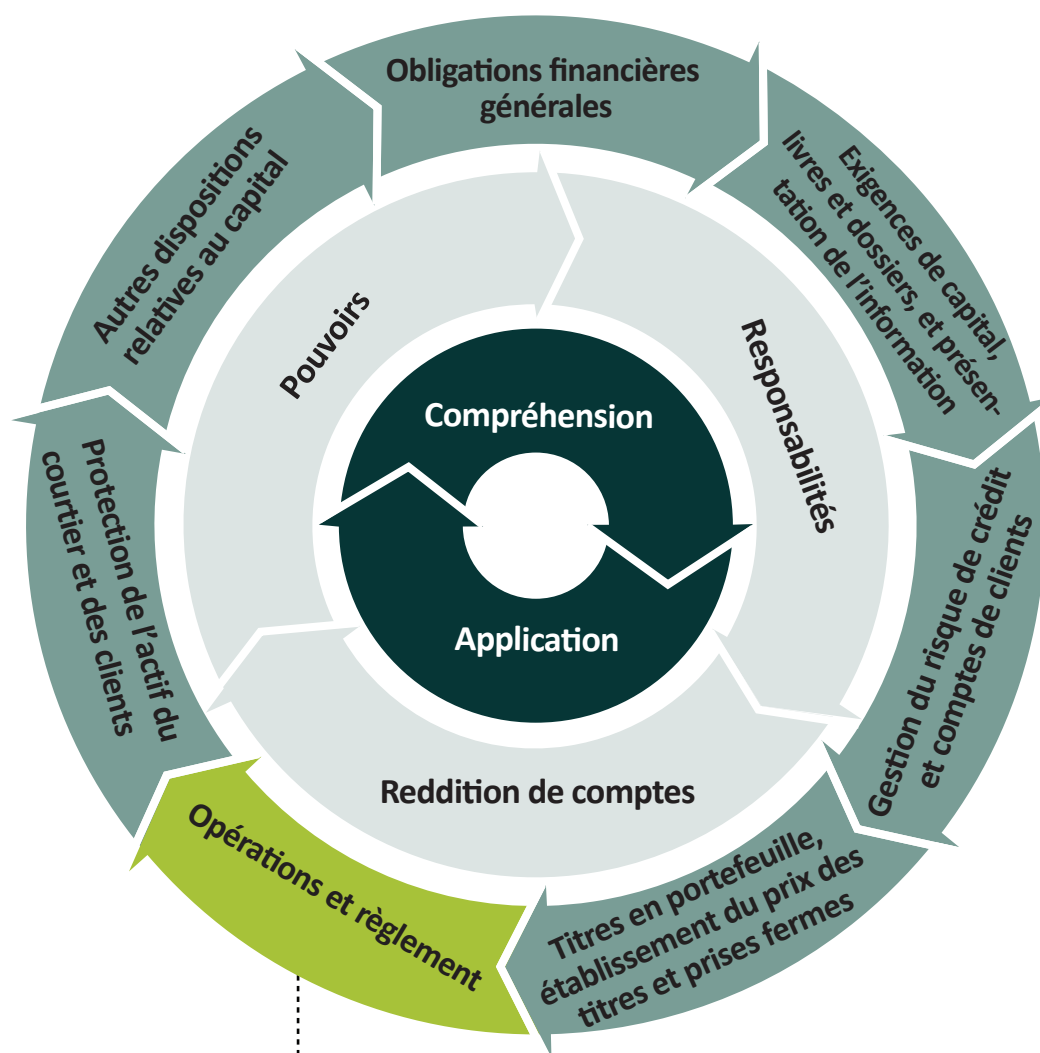 Obligations financières
générales
Exigences de capital,
livres et dossiers, et présen-
tation de l’information
Gestion du risque de crédit
et comptes de clients
Titres en portefeuille,
établissement du prix des
titres et prises fermes
Opérations et règlement
Protection de l’actif du
courtier et des clients
Autres dispositions
relatives au capital
Pouvoirs
Responsabilités
Reddition de comptes
Compréhension
Application